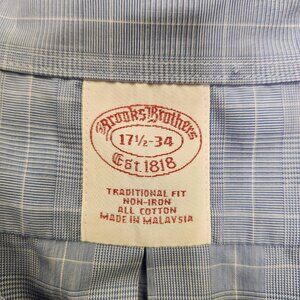 Brooks Brothers
17½-34
Est. 1818
TRADITIONAL FIT
NON-IRON
ALL COTTON
MADE IN MALAYSIA